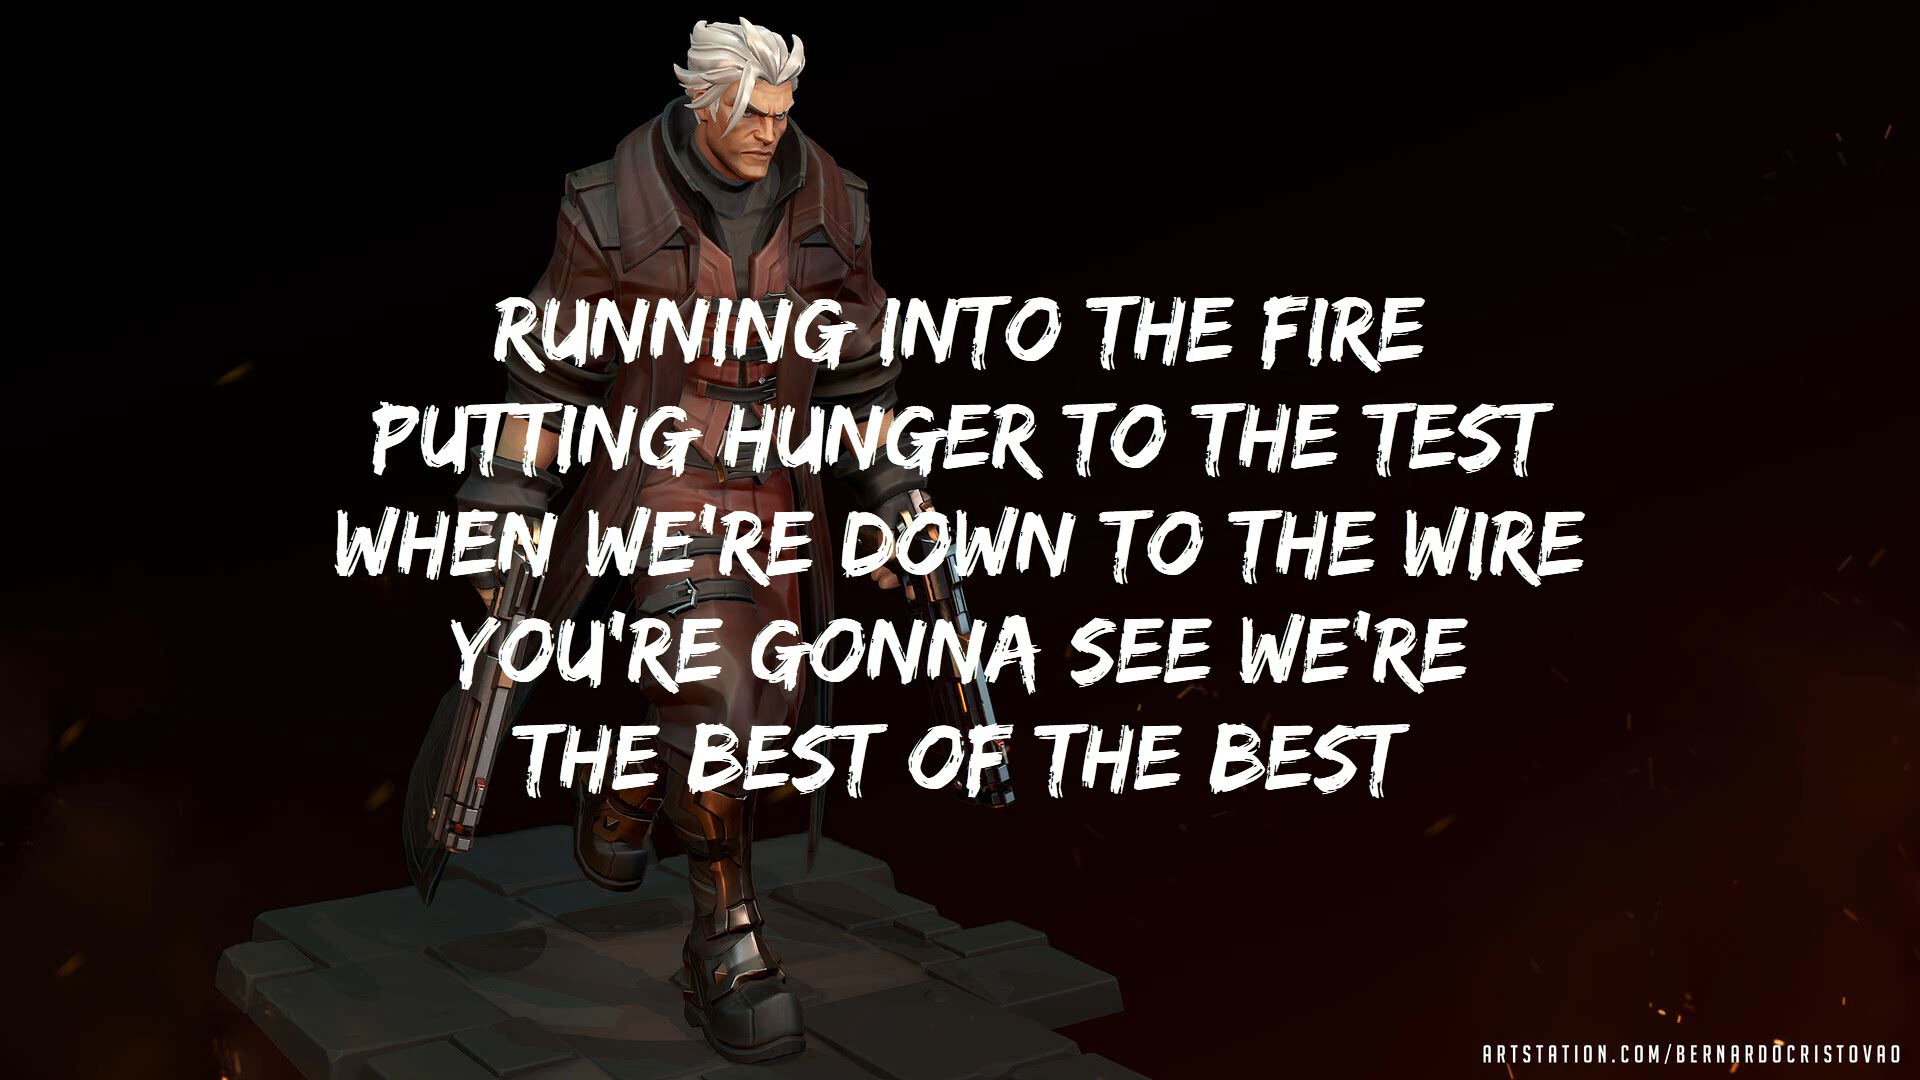 RUNNING INTO THE FIRE
PUTTING HUNGER TO THE TEST
WHEN WE'RE DOWN TO THE WIRE
YOU'RE GONNA SEE WE'RE
THE BEST OF THE BEST
ARTSTATION.COM/BERNARDOCRISTOVAO